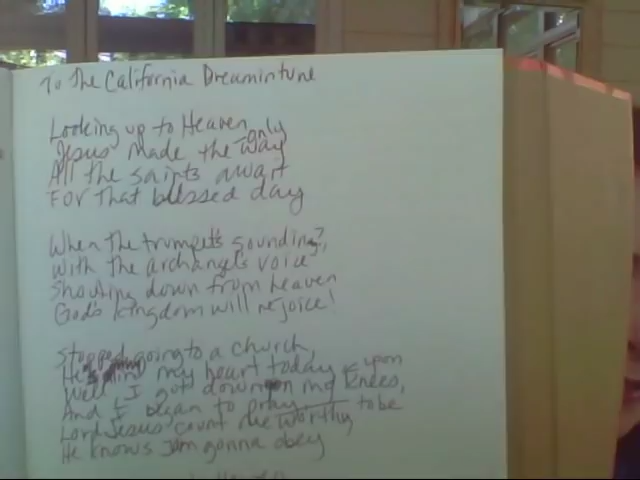 To The California Dreamintune
Looking up to Heaven only
Jesus made the way
All the saints await
For That blessed day
When The trumpet's sounding?,
With the archangel's voice
Shouting down from heaven
God's kingdom will rejoice!
Stopped going to a church,
He's my heart today
Well I got down upon my knees,
And I began to pray
Lord Jesus count me worthy to be
He knows I am gonna obey